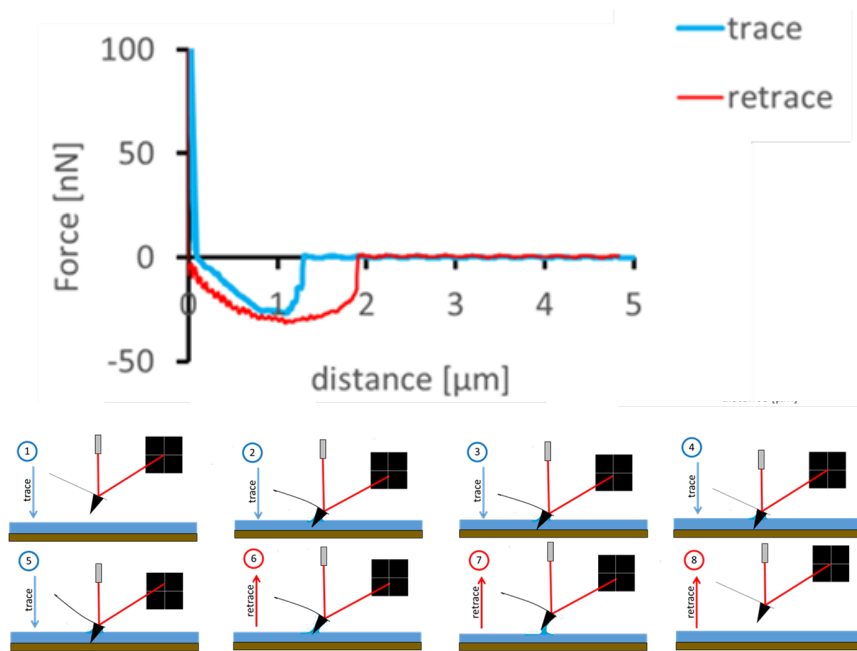 trace
retrace
100
50
0
-50
Force [nN]
0 1 2 3 4 5
distance [µm]
1 trace
2 trace
3 trace
4 trace
5 trace
6 retrace
7 retrace
8 retrace